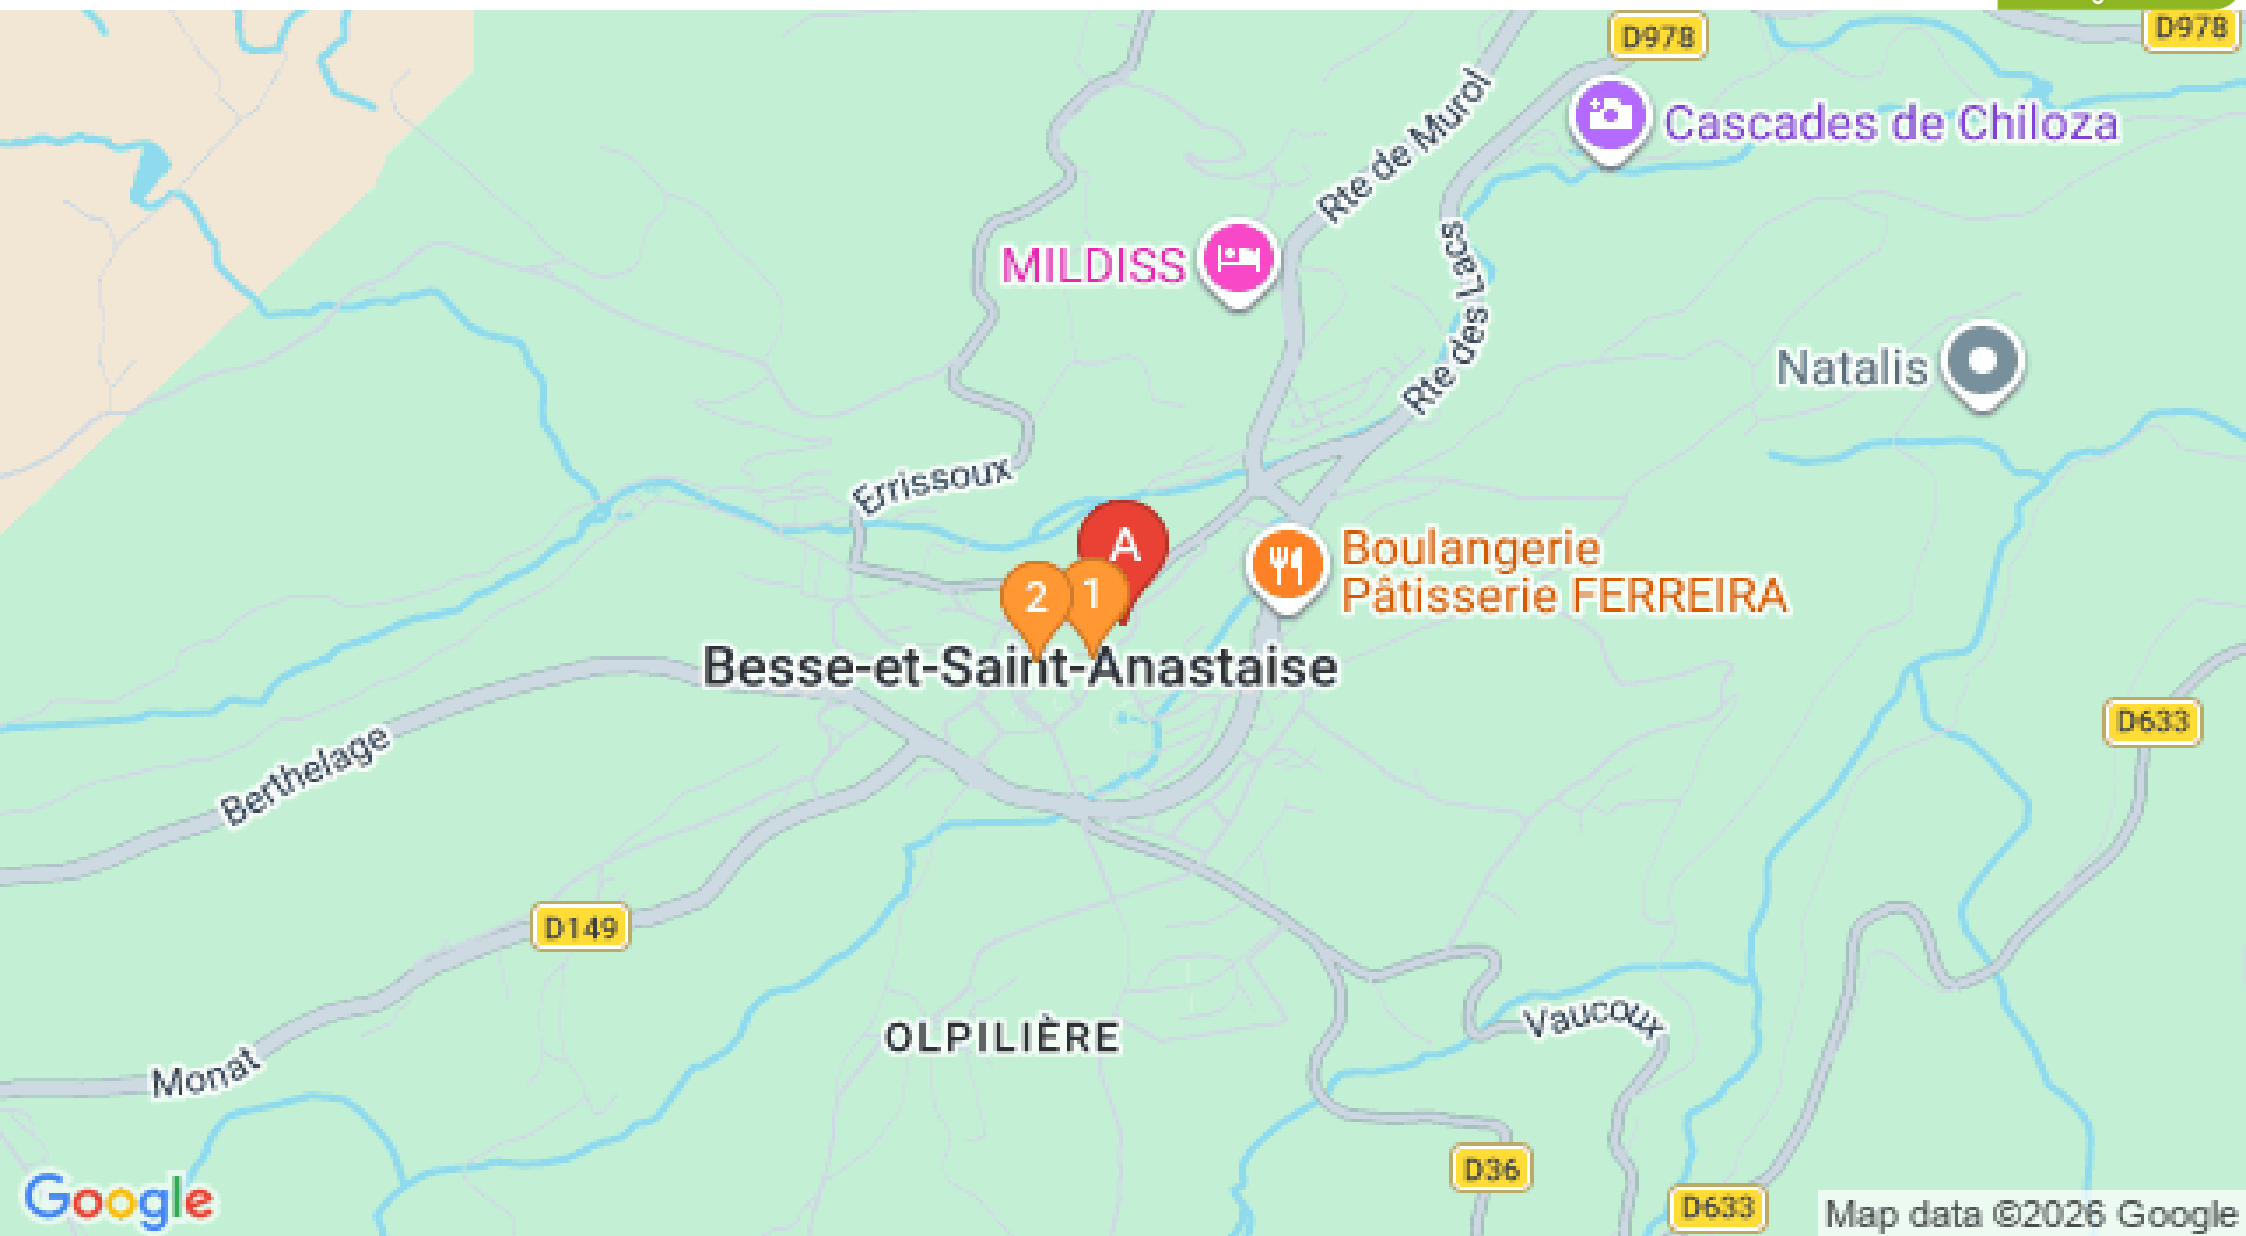 D978
D978
Rte de Murol
Cascades de Chiloza
MILDISS
Rte des Lacs
Natalis
Errissoux
A
2
1
Boulangerie
Pâtisserie FERREIRA
Besse-et-Saint-Anastaise
D633
Berthelage
D149
OLPILIÈRE
Vaucoux
Monat
D36
D633
Google
Map data ©2026 Google